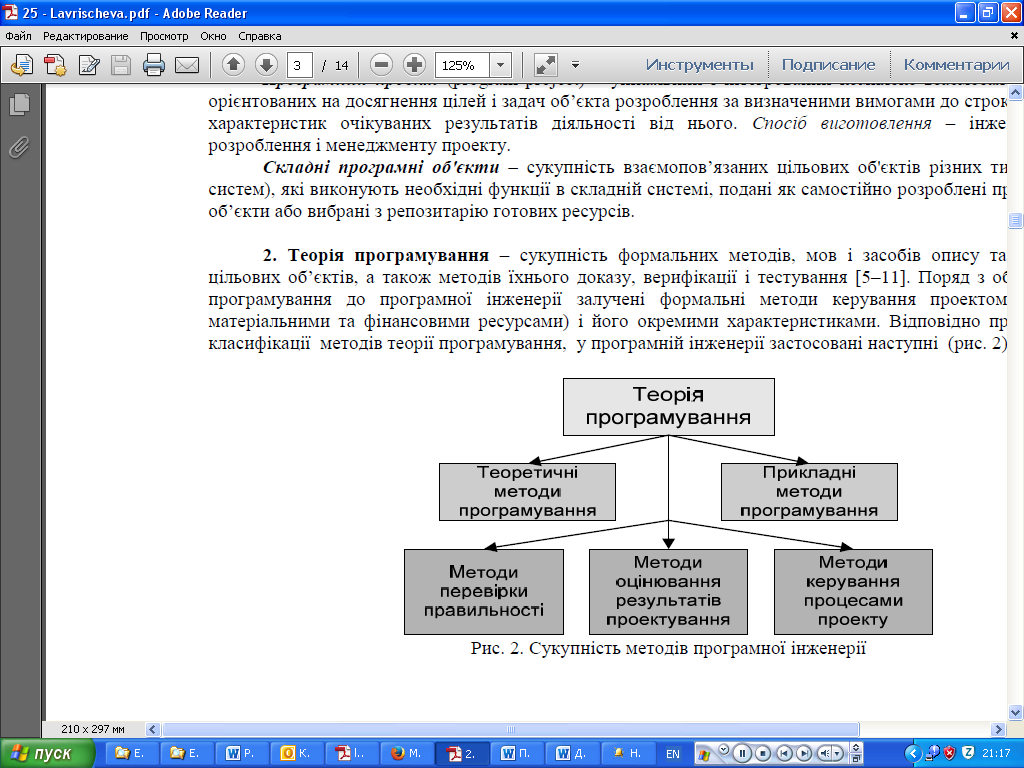 25 - Lavrischeva.pdf - Adobe Reader
Файл Редактирование Просмотр Окно Справка
3 / 14 125% Инструменты Подписание Комментарии
орієнтованих на досягнення цілей і задач об’єкта розроблення за визначеними вимогами до строк
характеристик очікуваних результатів діяльності від нього. Спосіб виготовлення – інже
розроблення і менеджменту проекту.
Складні програмні об'єкти – сукупність взаємопов’язаних цільових об'єктів різних ти
систем), які виконують необхідні функції в складній системі, подані як самостійно розроблені пр
об’єкти або вибрані з репозитарію готових ресурсів.
2. Теорія програмування – сукупність формальних методів, мов і засобів опису та
цільових об’єктів, а також методів їхнього доказу, верифікації і тестування [5–11]. Поряд з об
програмування до програмної інженерії залучені формальні методи керування проектом
матеріальними та фінансовими ресурсами) і його окремими характеристиками. Відповідно пр
класифікації методів теорії програмування, у програмній інженерії застосовані наступні (рис. 2)
Теорія
програмування
Теоретичні
методи
програмування
Прикладні
методи
програмування
Методи
перевірки
правильності
Методи
оцінювання
результатів
проектування
Методи
керування
процесами
проекту
Рис. 2. Сукупність методів програмної інженерії
210 x 297 мм
пуск Е. Е. Р. К. І.. М. 2. П. Д. Н. EN 21:17